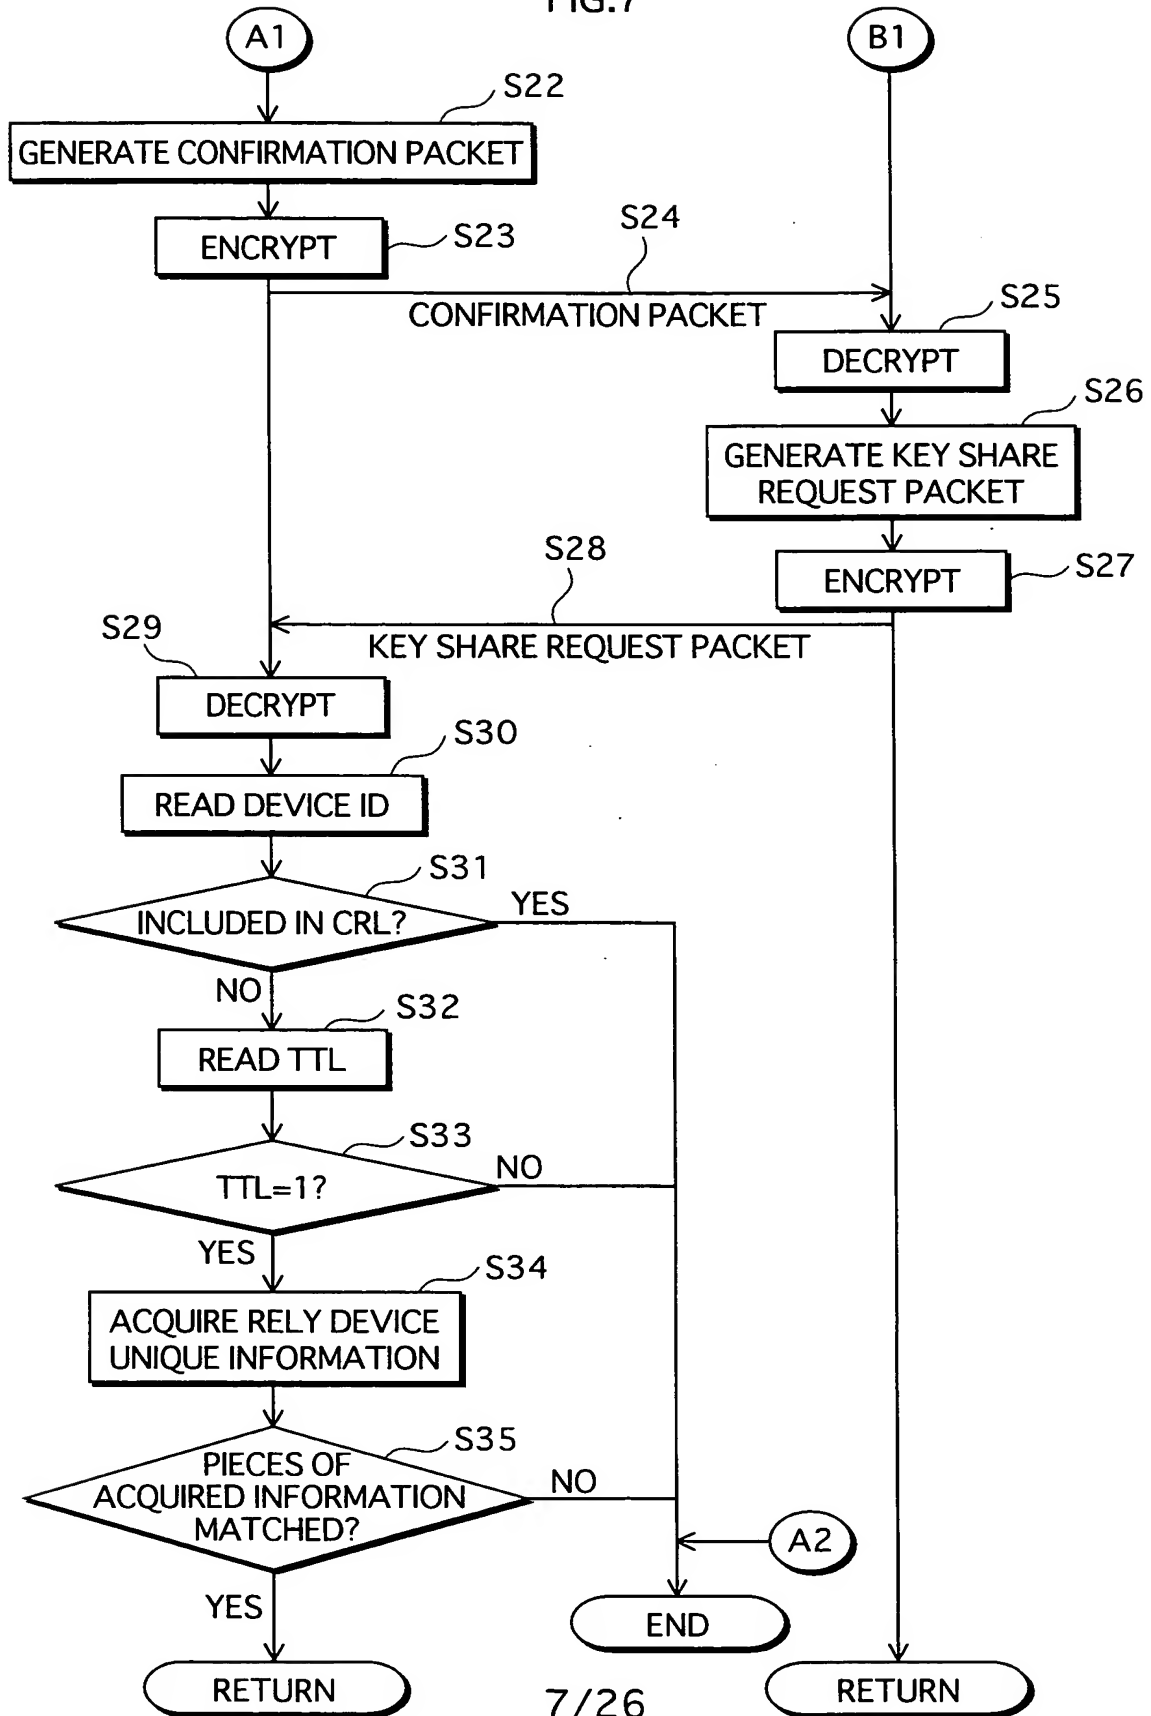 FIG.7
A1
B1
S22
GENERATE CONFIRMATION PACKET
S23
ENCRYPT
S24
CONFIRMATION PACKET
S25
DECRYPT
S26
GENERATE KEY SHARE
REQUEST PACKET
S27
ENCRYPT
S28
KEY SHARE REQUEST PACKET
S29
DECRYPT
S30
READ DEVICE ID
S31
INCLUDED IN CRL?
YES
NO
S32
READ TTL
S33
TTL=1?
NO
YES
S34
ACQUIRE RELY DEVICE
UNIQUE INFORMATION
S35
PIECES OF
ACQUIRED INFORMATION
MATCHED?
NO
A2
YES
END
RETURN
RETURN
7/26